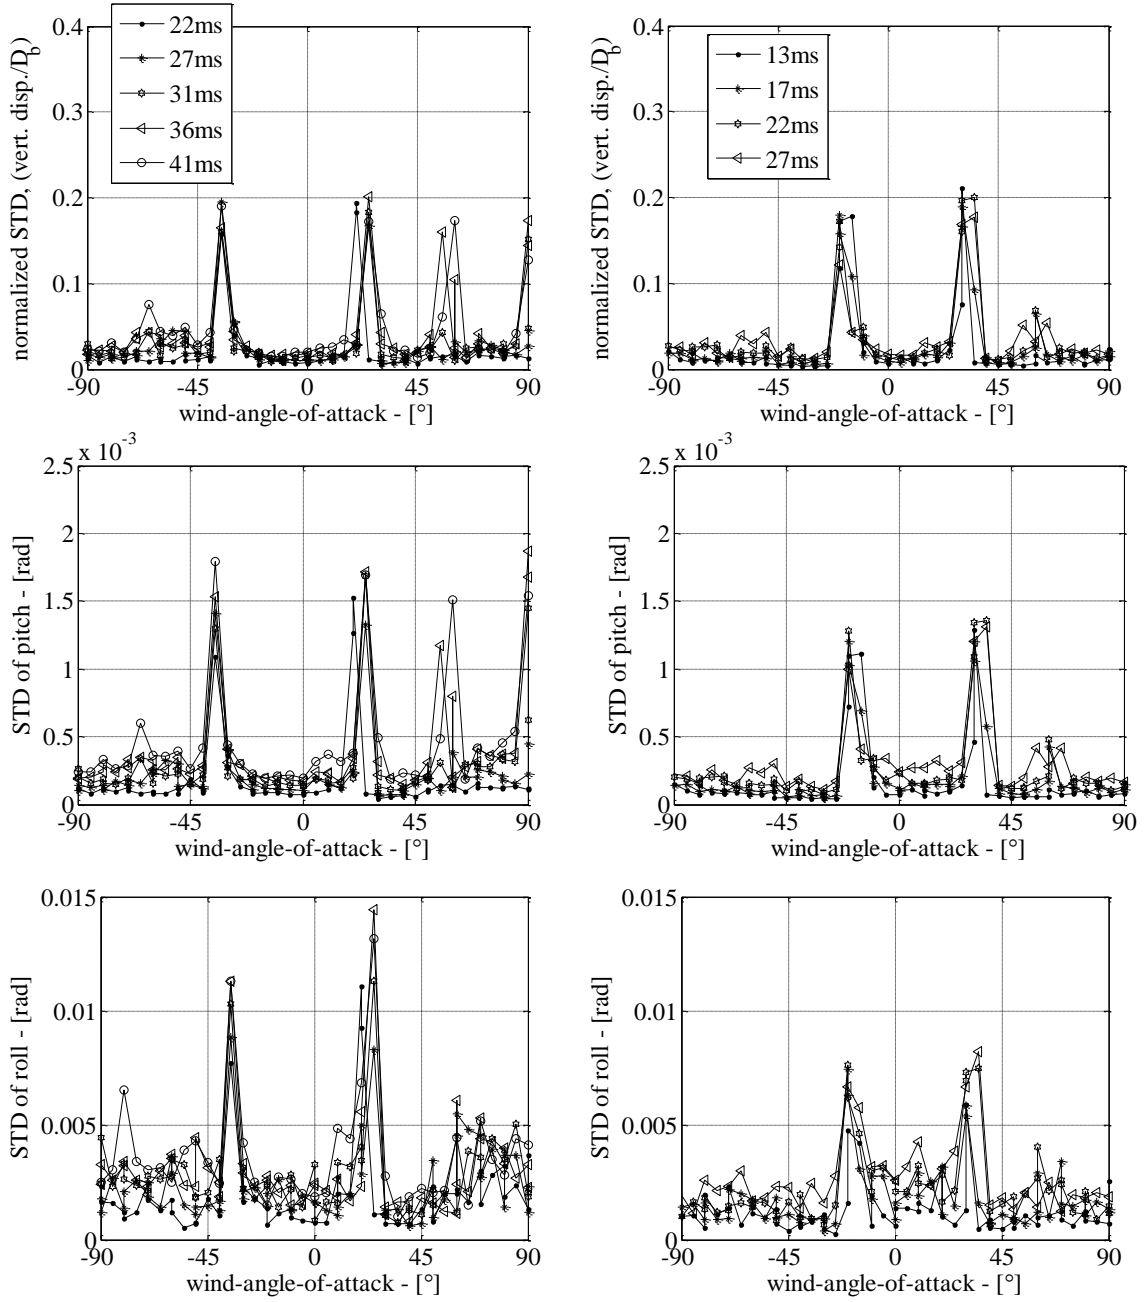 normalized STD, (vert. disp./D_b)
0.4
0.3
0.2
0.1
0
22ms
27ms
31ms
36ms
41ms
-90
-45
0
45
90
wind-angle-of-attack - [°]
normalized STD, (vert. disp./D_b)
0.4
0.3
0.2
0.1
0
13ms
17ms
22ms
27ms
-90
-45
0
45
90
wind-angle-of-attack - [°]
x 10^-3
STD of pitch - [rad]
2.5
2
1.5
1
0.5
0
-90
-45
0
45
90
wind-angle-of-attack - [°]
x 10^-3
STD of pitch - [rad]
2.5
2
1.5
1
0.5
0
-90
-45
0
45
90
wind-angle-of-attack - [°]
STD of roll - [rad]
0.015
0.01
0.005
0
-90
-45
0
45
90
wind-angle-of-attack - [°]
STD of roll - [rad]
0.015
0.01
0.005
0
-90
-45
0
45
90
wind-angle-of-attack - [°]